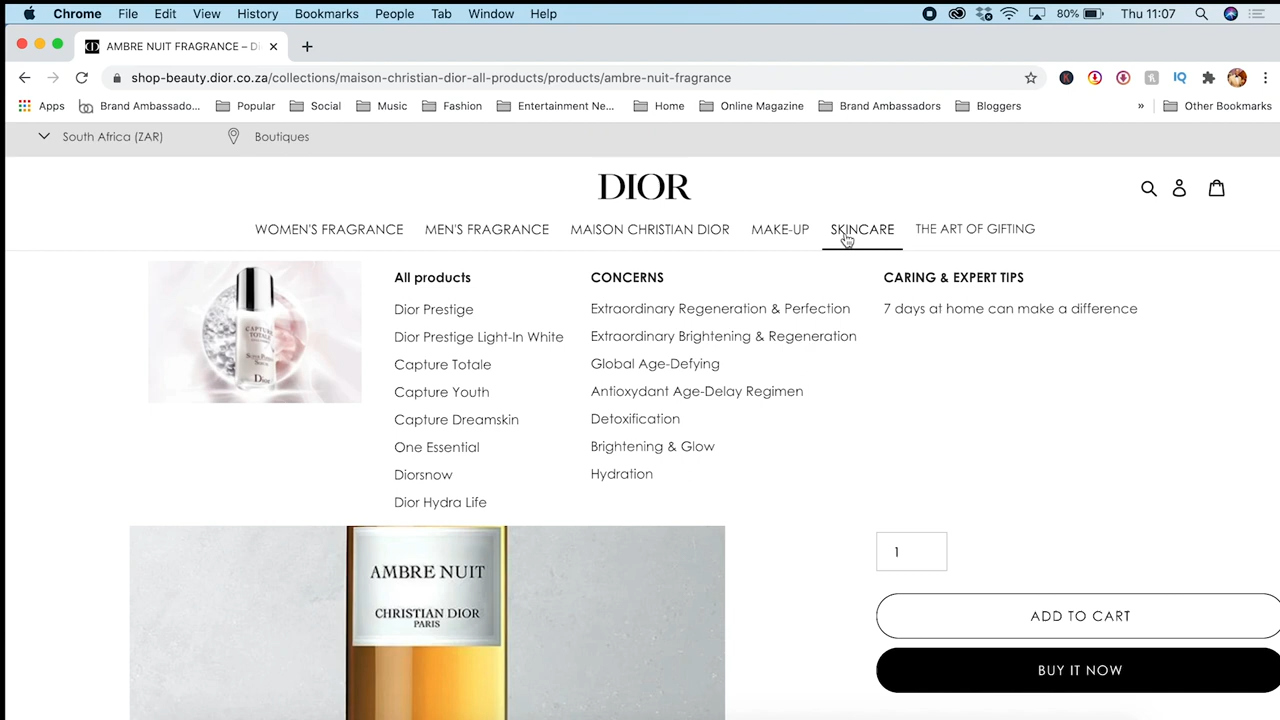 Chrome File Edit View History Bookmarks People Tab Window Help 80% Thu 11:07
AMBRE NUIT FRAGRANCE – D
shop-beauty.dior.co.za/collections/maison-christian-dior-all-products/products/ambre-nuit-fragrance
IQ
Apps Brand Ambassado... Popular Social Music Fashion Entertainment Ne... Home Online Magazine Brand Ambassadors Bloggers » Other Bookmarks
South Africa (ZAR) Boutiques
DIOR
WOMEN'S FRAGRANCE MEN'S FRAGRANCE MAISON CHRISTIAN DIOR MAKE-UP SKINCARE THE ART OF GIFTING
All products
Dior Prestige
Dior Prestige Light-In White
Capture Totale
Capture Youth
Capture Dreamskin
One Essential
Diorsnow
Dior Hydra Life
CONCERNS
Extraordinary Regeneration & Perfection
Extraordinary Brightening & Regeneration
Global Age-Defying
Antioxydant Age-Delay Regimen
Detoxification
Brightening & Glow
Hydration
CARING & EXPERT TIPS
7 days at home can make a difference
CAPTURE
TOTALE
Dior
AMBRE NUIT
CHRISTIAN DIOR
PARIS
1
ADD TO CART
BUY IT NOW